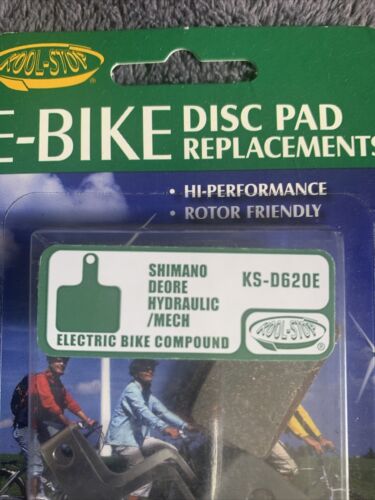 KOOL-STOP®
E-BIKE DISC PAD
REPLACEMENTS
• HI-PERFORMANCE
• ROTOR FRIENDLY
SHIMANO
DEORE
HYDRAULIC
/MECH
KS-D620E
ELECTRIC BIKE COMPOUND
KOOL-STOP®